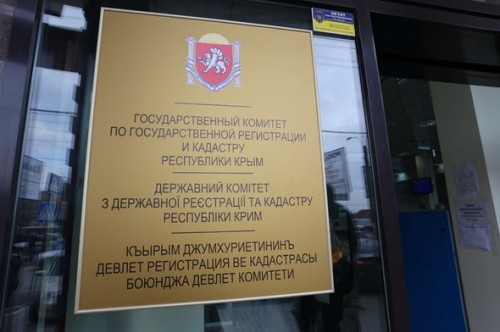 ГОСУДАРСТВЕННЫЙ КОМИТЕТ
ПО ГОСУДАРСТВЕННОЙ РЕГИСТРАЦИИ
И КАДАСТРУ
РЕСПУБЛИКИ КРЫМ
ДЕРЖАВНИЙ КОМІТЕТ
З ДЕРЖАВНОЇ РЕЄСТРАЦІЇ ТА КАДАСТРУ
РЕСПУБЛІКИ КРИМ
КЪЫРЫМ ДЖУМХУРИЕТИНИНЪ
ДЕВЛЕТ РЕГИСТРАЦИЯ ВЕ КАДАСТРАСЫ
БОЮНДЖА ДЕВЛЕТ КОМИТЕТИ